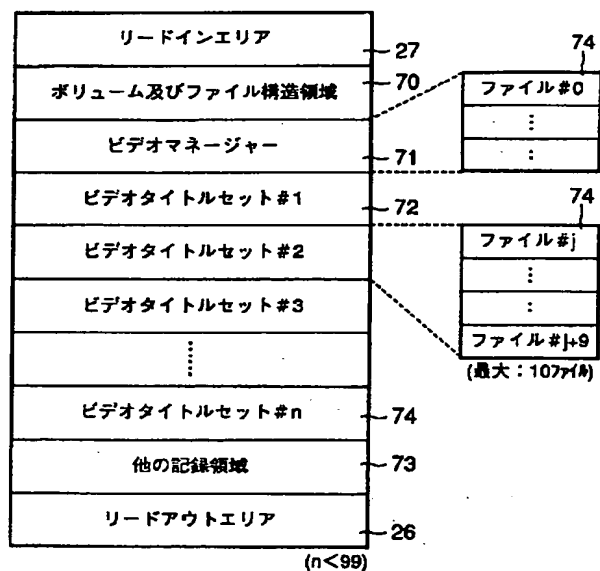 リードインエリア
27
ボリューム及びファイル構造領域
70
ビデオマネージャー
71
ビデオタイトルセット#1
72
ビデオタイトルセット#2
ビデオタイトルセット#3
ビデオタイトルセット#n
74
他の記録領域
73
リードアウトエリア
26
(n<99)
74
ファイル#0
74
ファイル#j
ファイル#j+9
(最大：10ファイル)